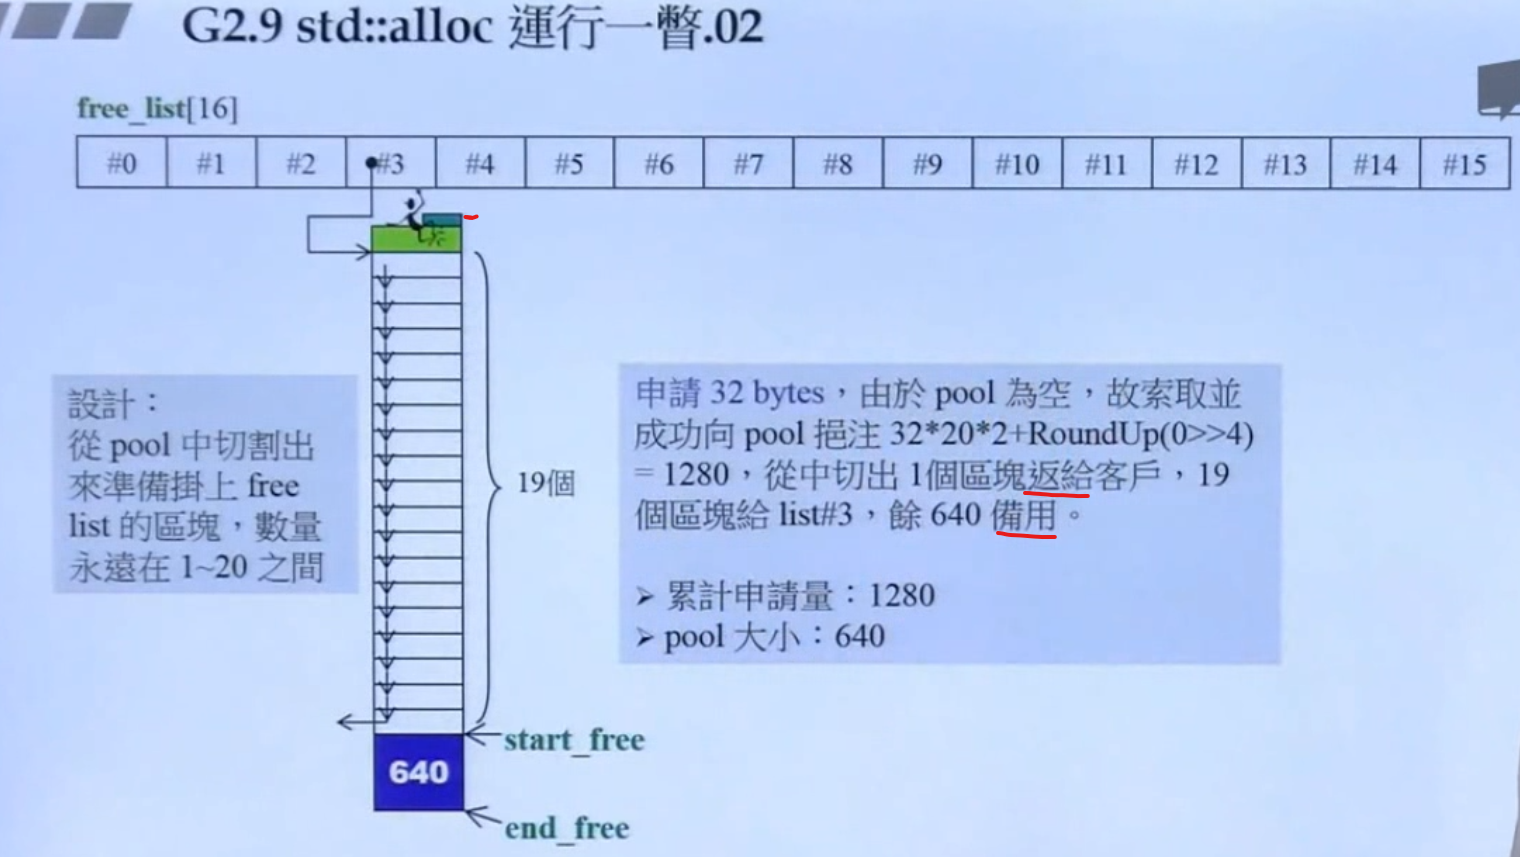 G2.9 std::alloc 運行一瞥.02
free_list[16]
#0 #1 #2 #3 #4 #5 #6 #7 #8 #9 #10 #11 #12 #13 #14 #15
設計：
從 pool 中切割出
來準備掛上 free
list 的區塊，數量
永遠在 1~20 之間
19個
申請 32 bytes，由於 pool 為空，故索取並
成功向 pool 挹注 32*20*2+RoundUp(0>>4)
= 1280，從中切出 1個區塊返給客戶，19
個區塊給 list#3，餘 640 備用。
➢ 累計申請量：1280
➢ pool 大小：640
start_free
640
end_free